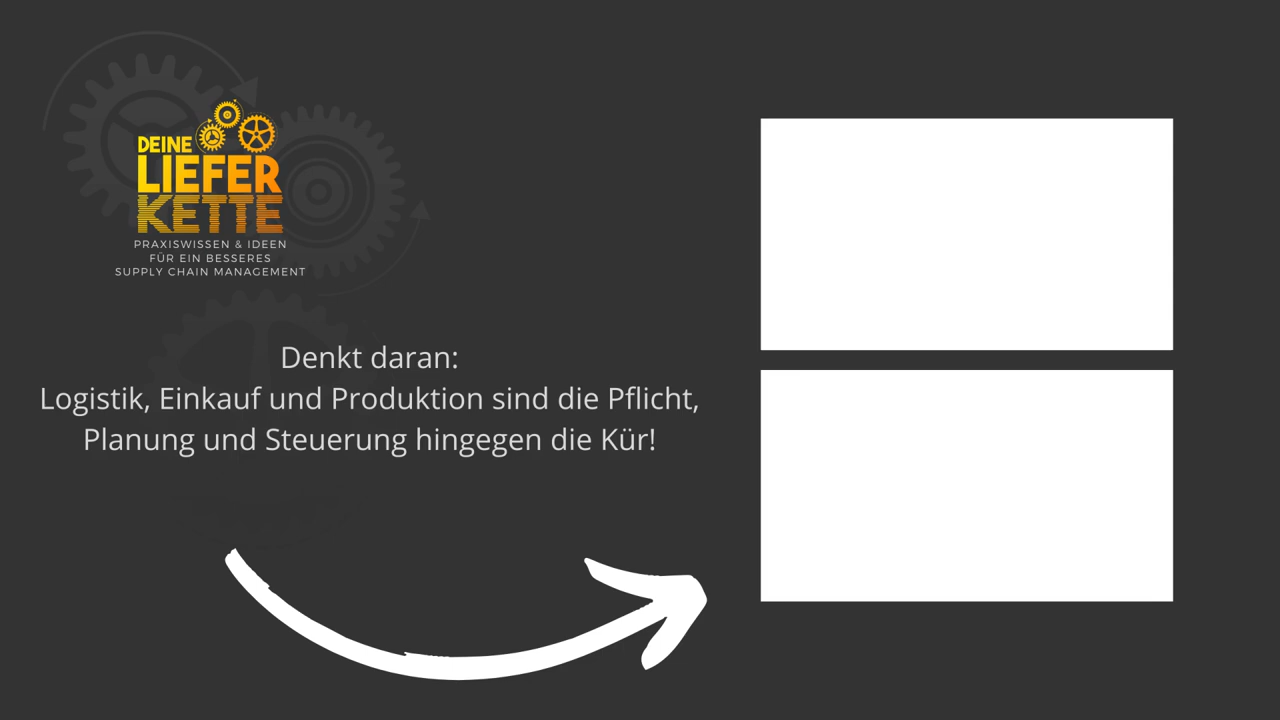 DEINE
LIEFER
KETTE
PRAXISWISSEN & IDEEN
FÜR EIN BESSERES
SUPPLY CHAIN MANAGEMENT
Denkt daran:
Logistik, Einkauf und Produktion sind die Pflicht,
Planung und Steuerung hingegen die Kür!